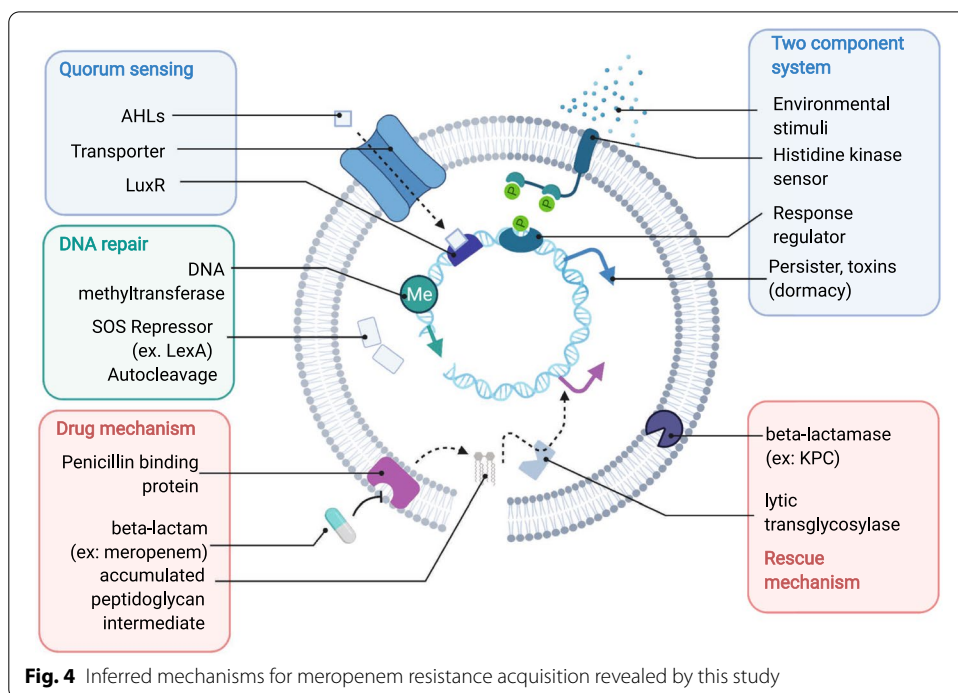 Quorum sensing
AHLs
Transporter
LuxR
DNA repair
DNA
methyltransferase
SOS Repressor
(ex. LexA)
Autocleavage
Drug mechanism
Penicillin binding
protein
beta-lactam
(ex: meropenem)
accumulated
peptidoglycan
intermediate
P
P
P
Me
Two component
system
Environmental
stimuli
Histidine kinase
sensor
Response
regulator
Persister, toxins
(dormacy)
beta-lactamase
(ex: KPC)
lytic
transglycosylase
Rescue
mechanism
Fig. 4 Inferred mechanisms for meropenem resistance acquisition revealed by this study